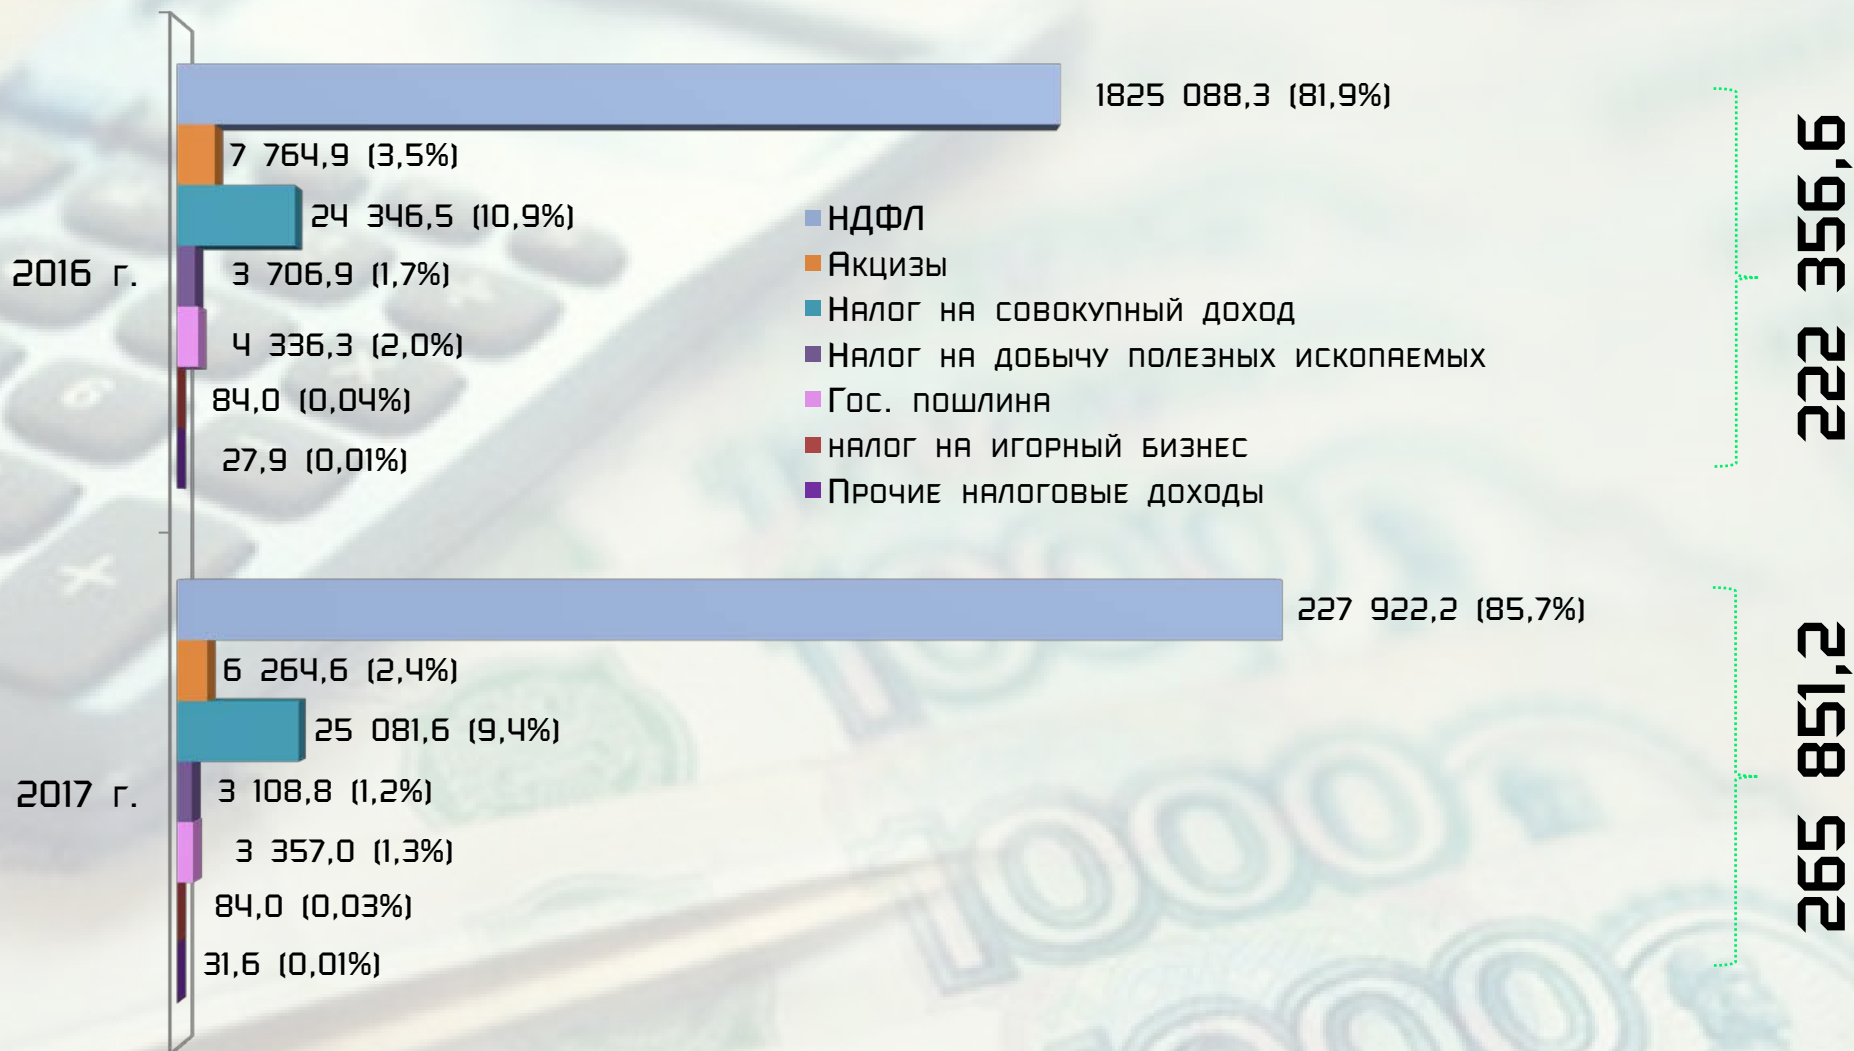 1825 088,3 (81,9%)
7 764,9 (3,5%)
24 346,5 (10,9%)
2016 г.
3 706,9 (1,7%)
4 336,3 (2,0%)
84,0 (0,04%)
27,9 (0,01%)
НДФЛ
Акцизы
Налог на совокупный доход
Налог на добычу полезных ископаемых
Гос. пошлина
налог на игорный бизнес
Прочие налоговые доходы
222 356,6
227 922,2 (85,7%)
6 264,6 (2,4%)
25 081,6 (9,4%)
2017 г.
3 108,8 (1,2%)
3 357,0 (1,3%)
84,0 (0,03%)
31,6 (0,01%)
265 851,2